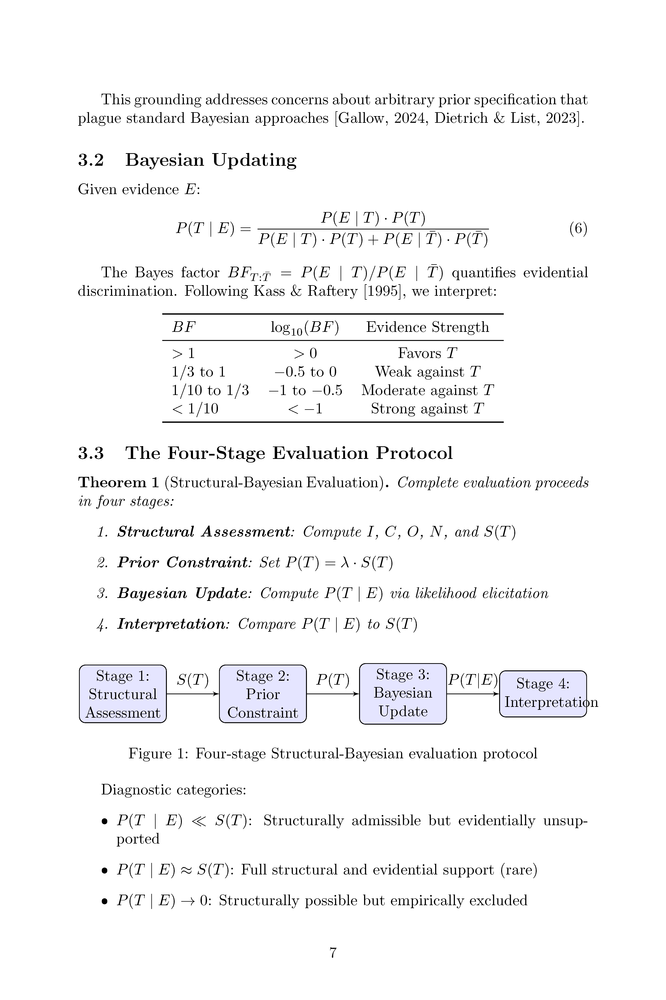 This grounding addresses concerns about arbitrary prior specification that
plague standard Bayesian approaches [Gallow, 2024, Dietrich & List, 2023].
3.2 Bayesian Updating
Given evidence E:
P(T | E) = P(E | T) · P(T) / P(E | T) · P(T) + P(E | T̄) · P(T̄) (6)
The Bayes factor BF_{T:T̄} = P(E | T)/P(E | T̄) quantifies evidential
discrimination. Following Kass & Raftery [1995], we interpret:
BF log₁₀(BF) Evidence Strength
> 1 > 0 Favors T
1/3 to 1 −0.5 to 0 Weak against T
1/10 to 1/3 −1 to −0.5 Moderate against T
< 1/10 < −1 Strong against T
3.3 The Four-Stage Evaluation Protocol
Theorem 1 (Structural-Bayesian Evaluation). Complete evaluation proceeds
in four stages:
1. Structural Assessment: Compute I, C, O, N, and S(T)
2. Prior Constraint: Set P(T) = λ · S(T)
3. Bayesian Update: Compute P(T | E) via likelihood elicitation
4. Interpretation: Compare P(T | E) to S(T)
Stage 1:
Structural
Assessment
S(T)
Stage 2:
Prior
Constraint
P(T)
Stage 3:
Bayesian
Update
P(T|E)
Stage 4:
Interpretation
Figure 1: Four-stage Structural-Bayesian evaluation protocol
Diagnostic categories:
• P(T | E) ≪ S(T): Structurally admissible but evidentially unsup-
ported
• P(T | E) ≈ S(T): Full structural and evidential support (rare)
• P(T | E) → 0: Structurally possible but empirically excluded
7